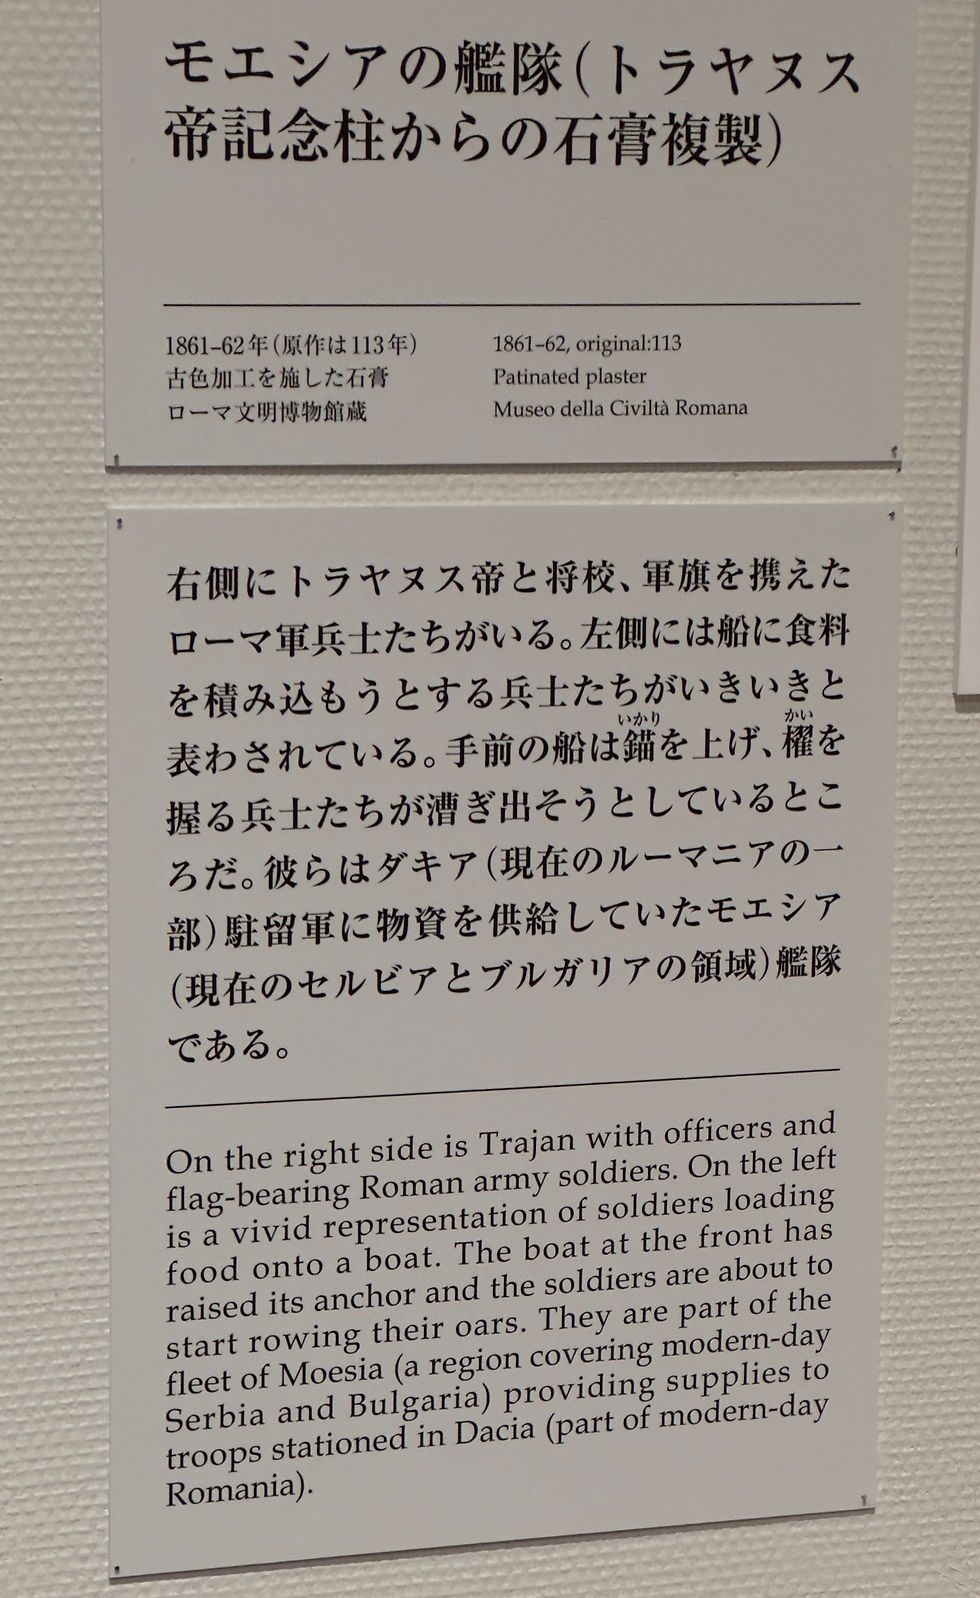 モエシアの艦隊（トラヤヌス
帝記念柱からの石膏複製）
1861–62年（原作は113年）
古色加工を施した石膏
ローマ文明博物館蔵
1861–62, original:113
Patinated plaster
Museo della Civiltà Romana
右側にトラヤヌス帝と将校、軍旗を携えた
ローマ軍兵士たちがいる。左側には船に食料
を積み込もうとする兵士たちがいきいきと
いかり かい
表わされている。手前の船は錨を上げ、櫂を
握る兵士たちが漕ぎ出そうとしているとこ
ろだ。彼らはダキア（現在のルーマニアの一
部）駐留軍に物資を供給していたモエシア
（現在のセルビアとブルガリアの領域）艦隊
である。
On the right side is Trajan with officers and
flag-bearing Roman army soldiers. On the left
is a vivid representation of soldiers loading
food onto a boat. The boat at the front has
raised its anchor and the soldiers are about to
start rowing their oars. They are part of the
fleet of Moesia (a region covering modern-day
Serbia and Bulgaria) providing supplies to
troops stationed in Dacia (part of modern-day
Romania).